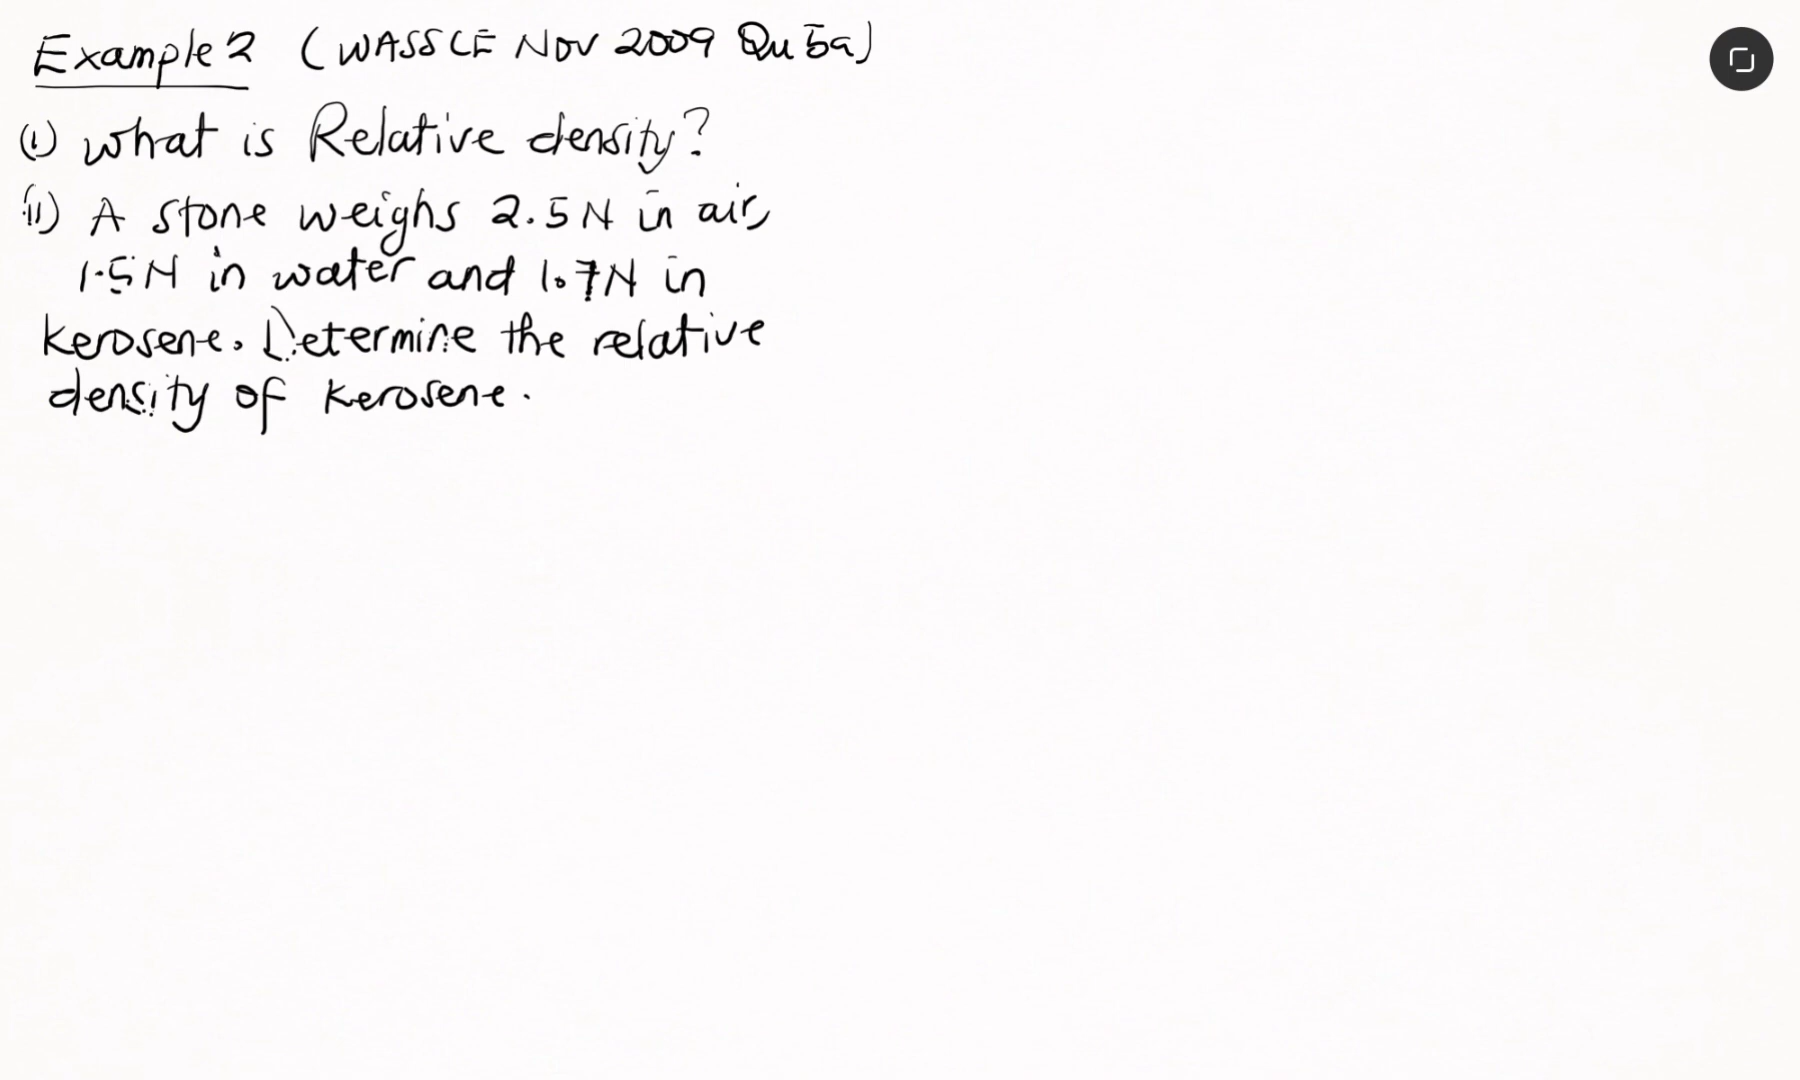 Example 2 (WASSCE Nov 2009 Qu 5a)
(i) what is Relative density?
(ii) A stone weighs 2.5N in air,
1.5N in water and 1.7N in
kerosene. Determine the relative
density of kerosene.